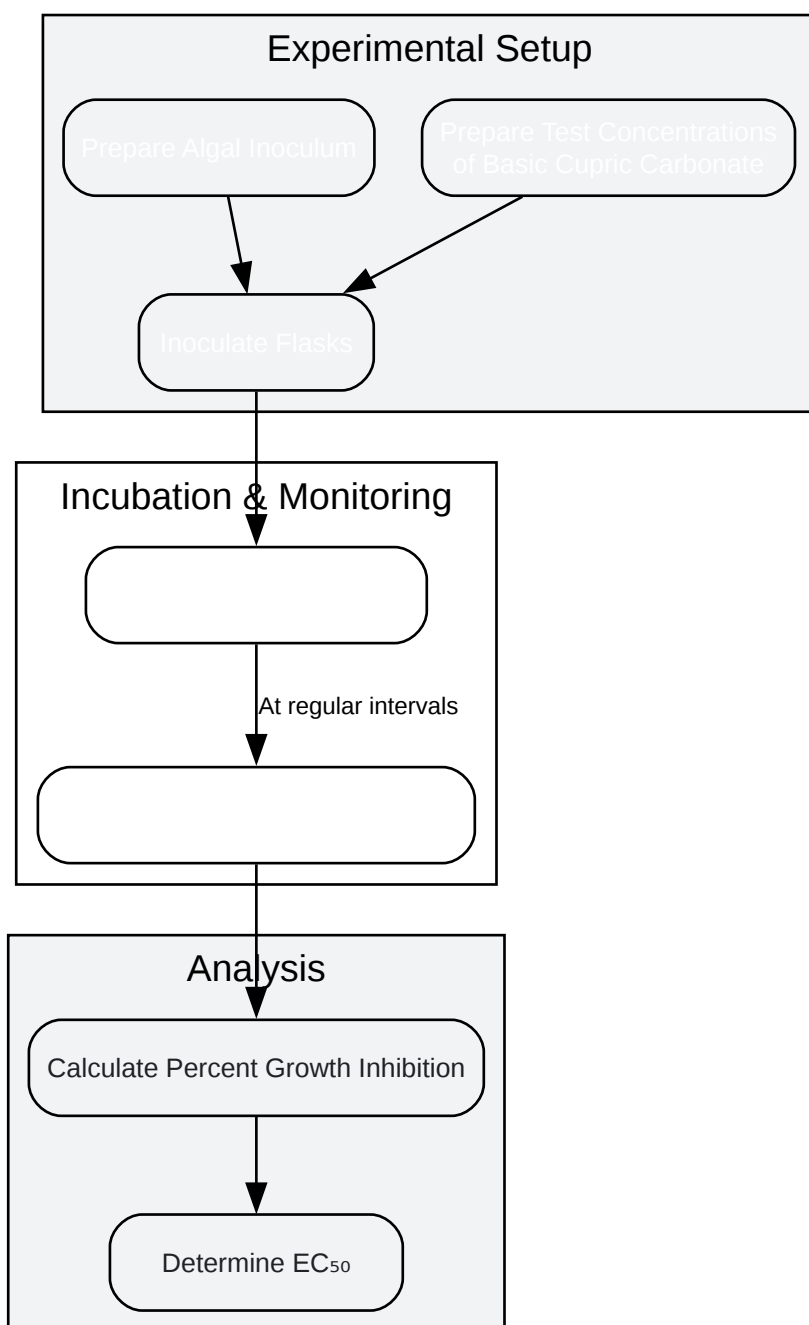 Experimental Setup
Prepare Algal Inoculum
Prepare Test Concentrations
of Basic Cupric Carbonate
Inoculate Flasks
Incubation & Monitoring
At regular intervals
Analysis
Calculate Percent Growth Inhibition
Determine EC₅₀